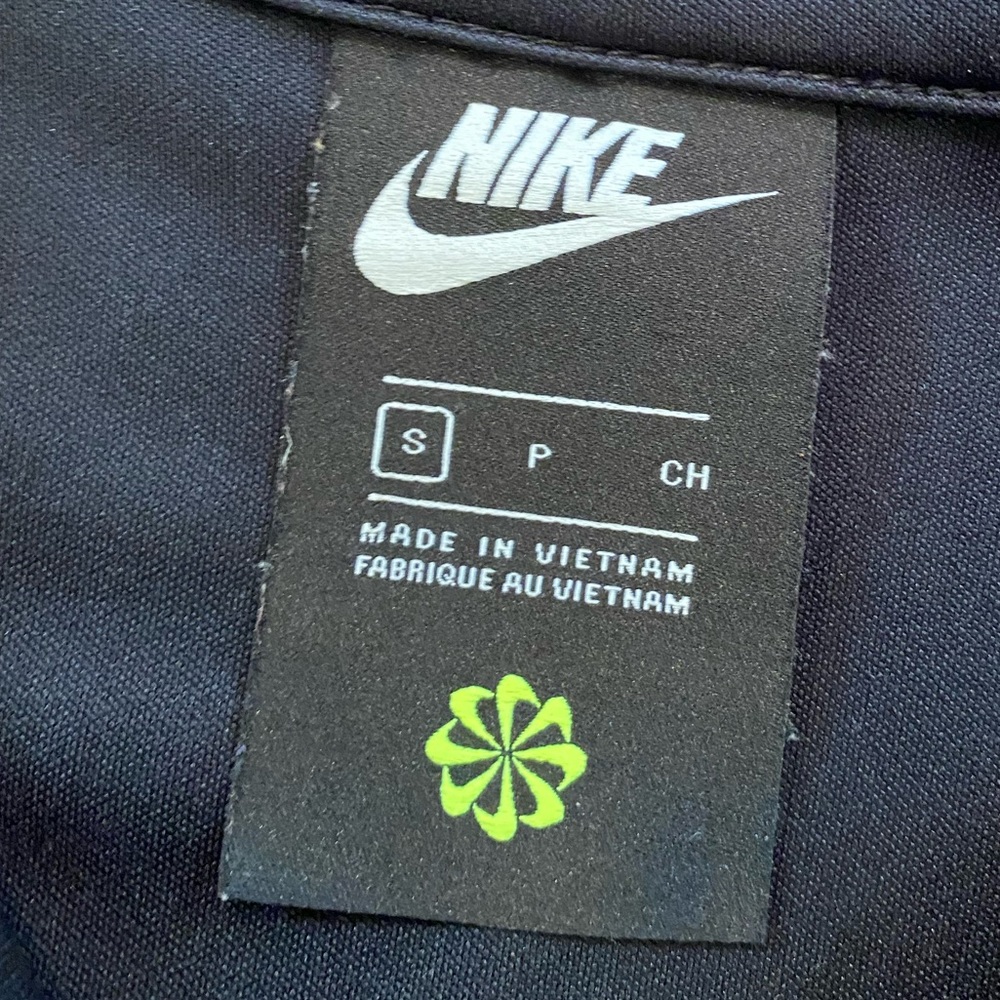 NIKE
S P CH
MADE IN VIETNAM
FABRIQUE AU VIETNAM